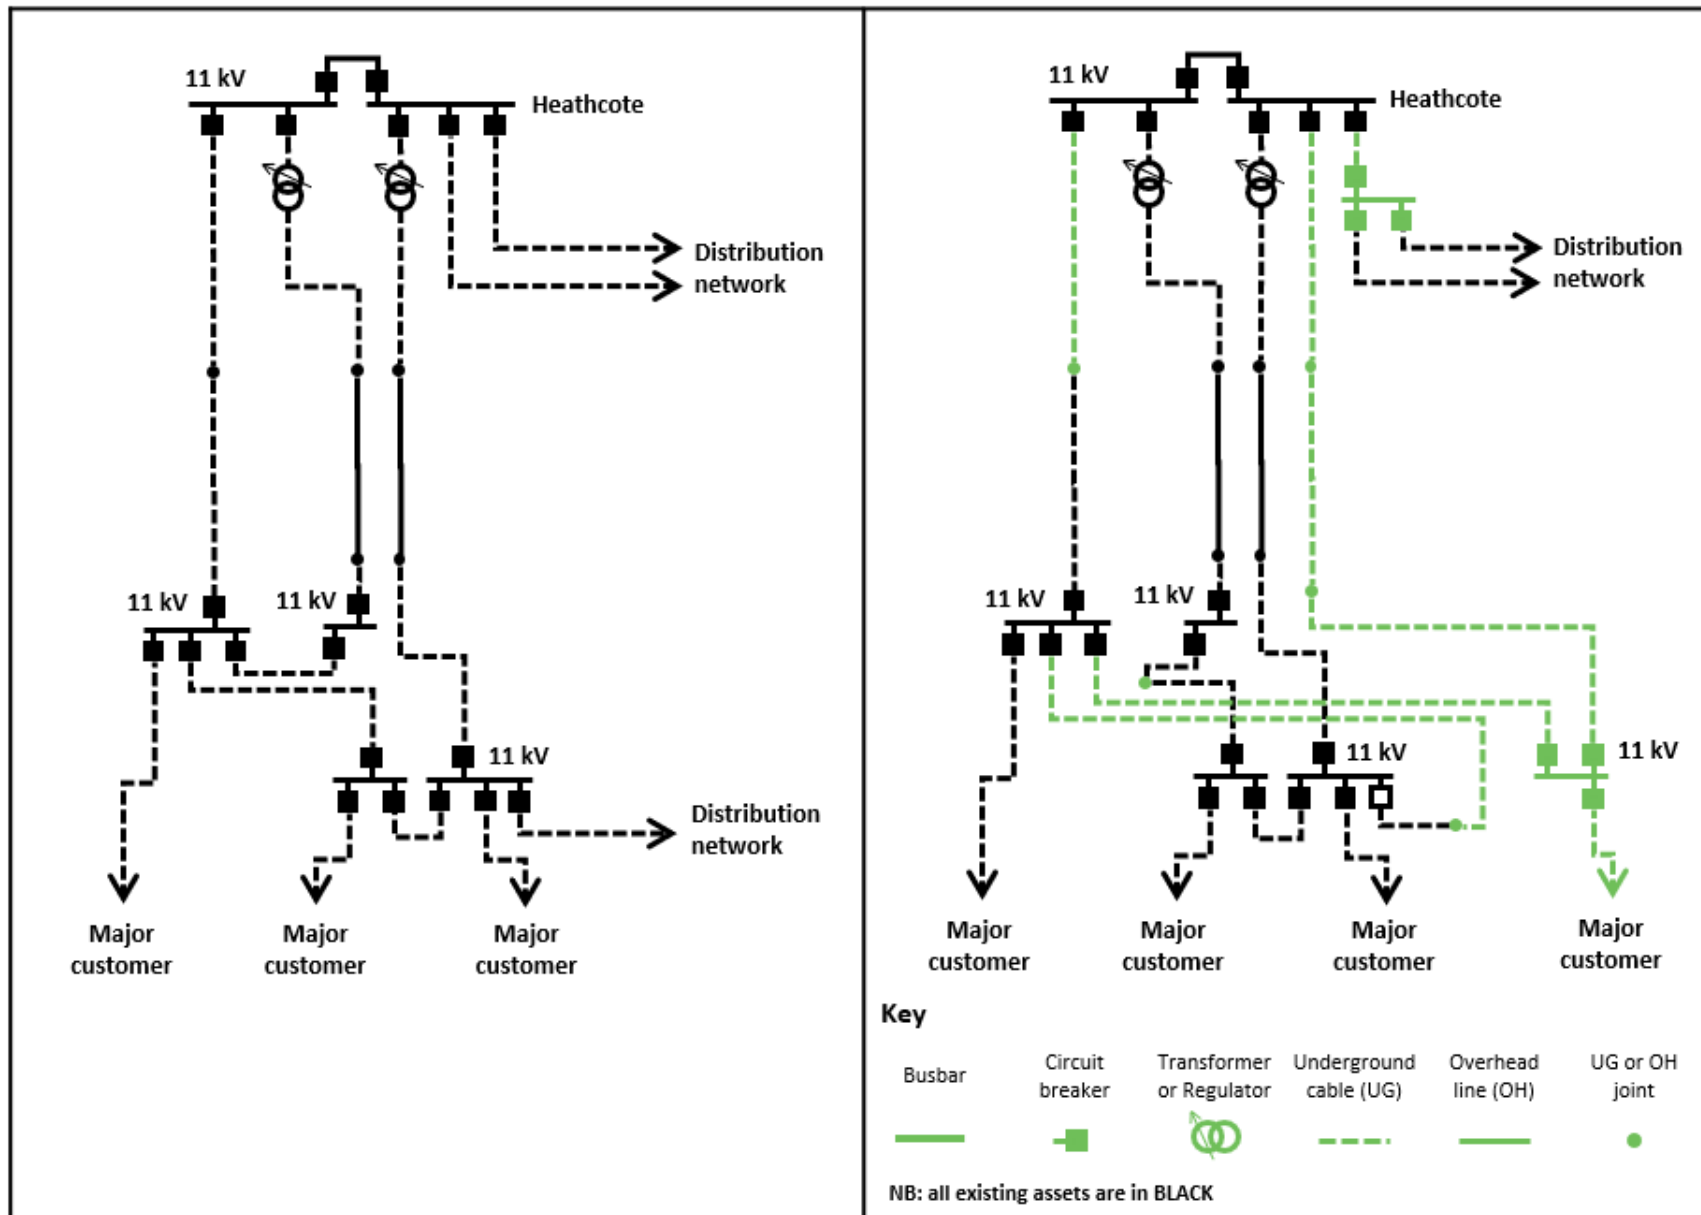 11 kV
Heathcote
Distribution
network
11 kV
11 kV
11 kV
Distribution
network
Major
customer
Major
customer
Major
customer
11 kV
Heathcote
Distribution
network
11 kV
11 kV
11 kV
11 kV
Major
customer
Major
customer
Major
customer
Major
customer
Key
Busbar
Circuit
breaker
Transformer
or Regulator
Underground
cable (UG)
Overhead
line (OH)
UG or OH
joint
NB: all existing assets are in BLACK